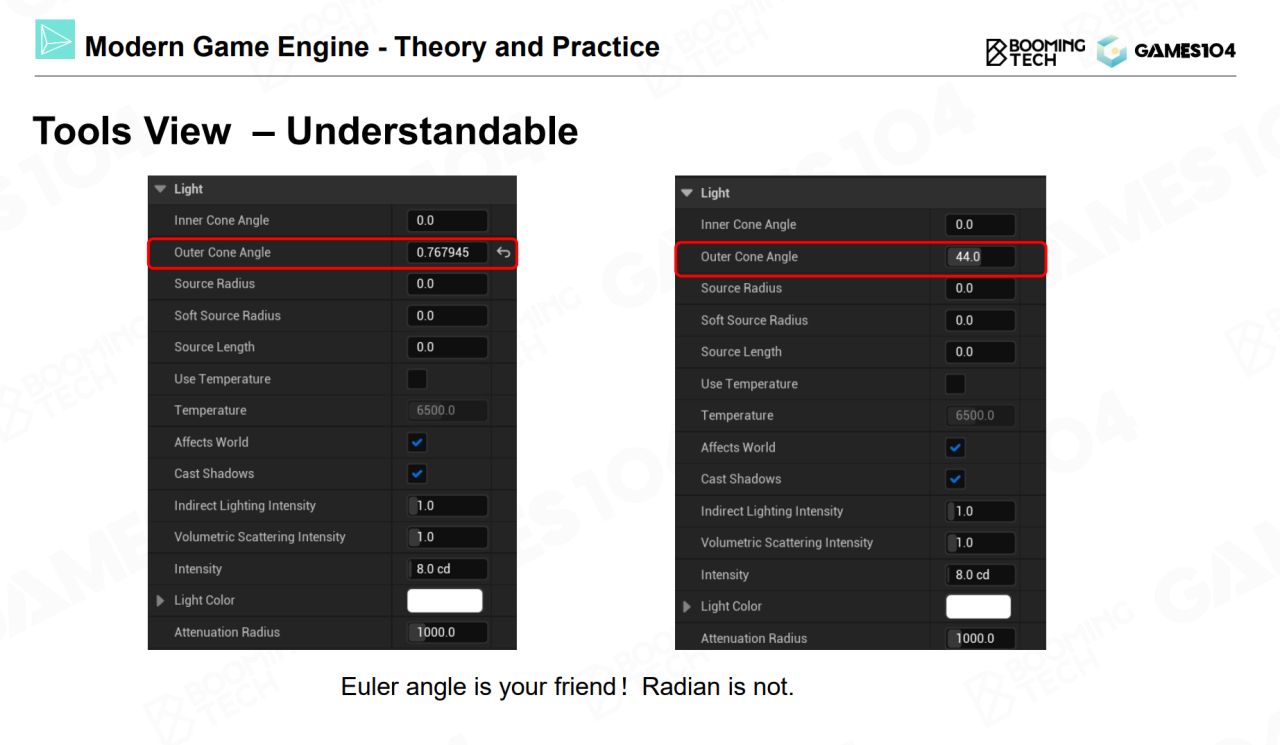 Modern Game Engine - Theory and Practice
BOOMING TECH
GAMES104
Tools View – Understandable
Light
Inner Cone Angle 0.0
Outer Cone Angle 0.767945
Source Radius 0.0
Soft Source Radius 0.0
Source Length 0.0
Use Temperature
Temperature 6500.0
Affects World
Cast Shadows
Indirect Lighting Intensity 1.0
Volumetric Scattering Intensity 1.0
Intensity 8.0 cd
Light Color
Attenuation Radius 1000.0
Light
Inner Cone Angle 0.0
Outer Cone Angle 44.0
Source Radius 0.0
Soft Source Radius 0.0
Source Length 0.0
Use Temperature
Temperature 6500.0
Affects World
Cast Shadows
Indirect Lighting Intensity 1.0
Volumetric Scattering Intensity 1.0
Intensity 8.0 cd
Light Color
Attenuation Radius 1000.0
Euler angle is your friend！Radian is not.